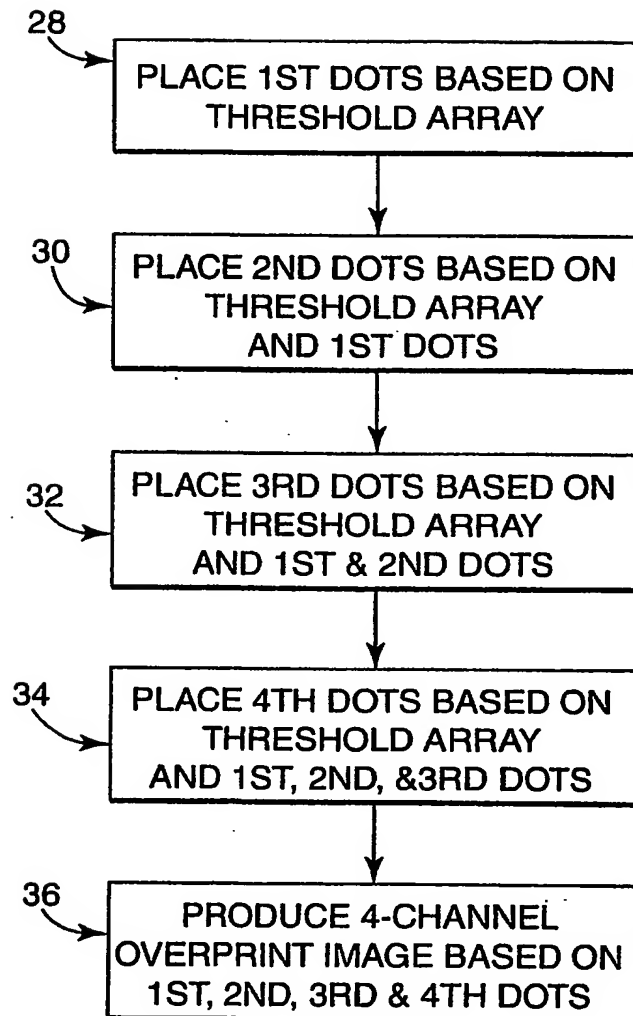 28
PLACE 1ST DOTS BASED ON
THRESHOLD ARRAY
30
PLACE 2ND DOTS BASED ON
THRESHOLD ARRAY
AND 1ST DOTS
32
PLACE 3RD DOTS BASED ON
THRESHOLD ARRAY
AND 1ST & 2ND DOTS
34
PLACE 4TH DOTS BASED ON
THRESHOLD ARRAY
AND 1ST, 2ND, &3RD DOTS
36
PRODUCE 4-CHANNEL
OVERPRINT IMAGE BASED ON
1ST, 2ND, 3RD & 4TH DOTS